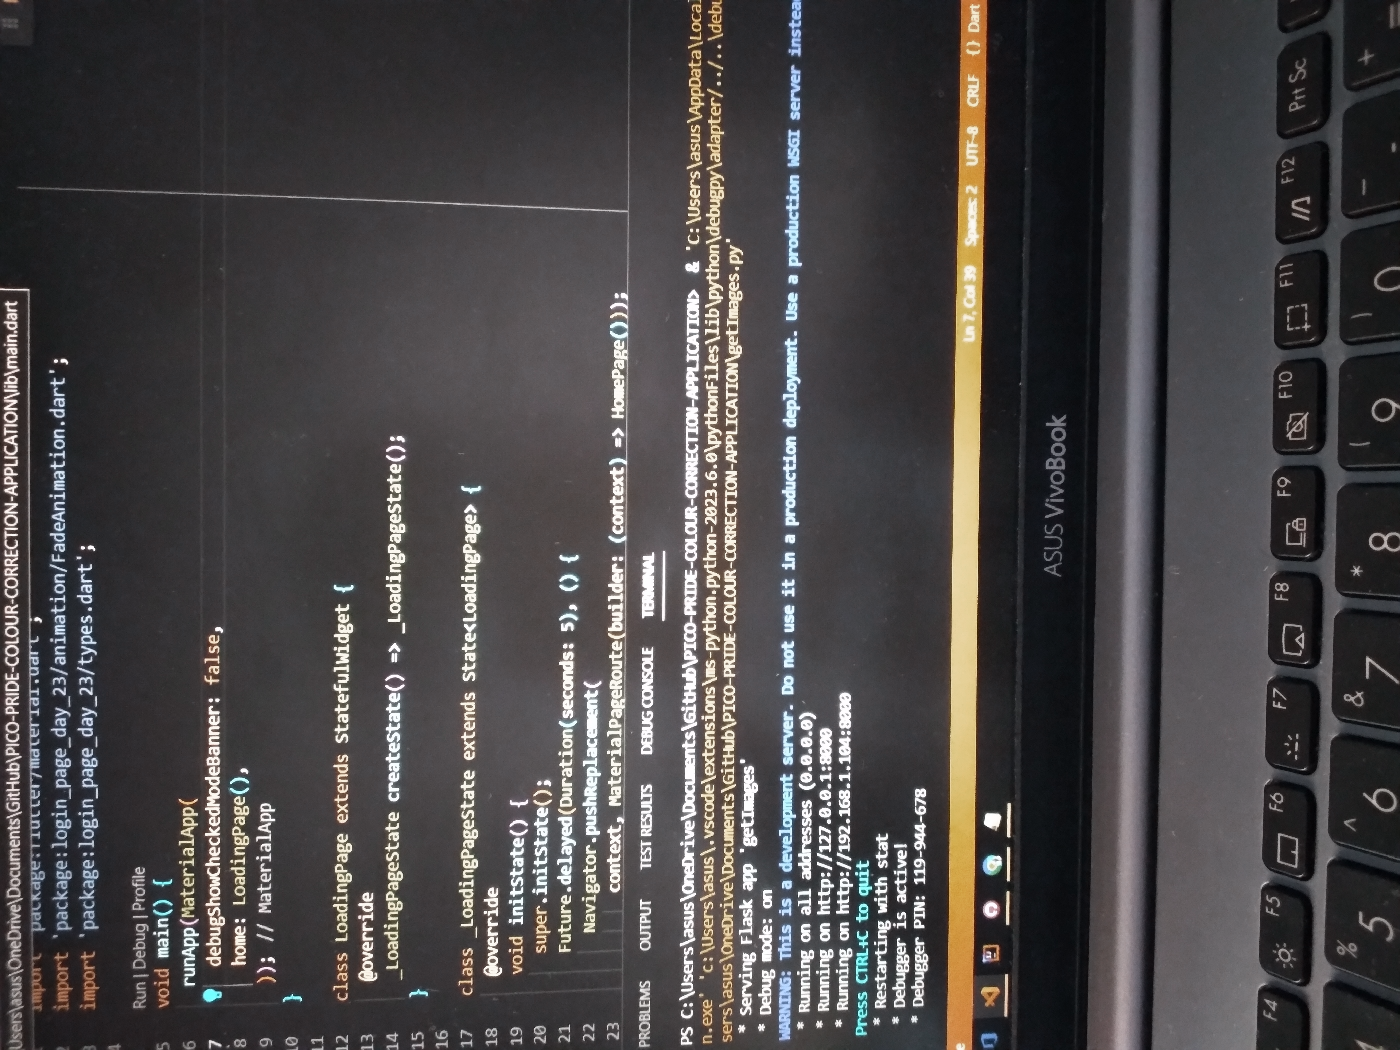 Users\asus\OneDrive\Documents\GitHub\PICO-PRIDE-COLOUR-CORRECTION-APPLICATION\lib\main.dart
import 'package:flutter/material.dart';
import 'package:login_page_day_23/animation/FadeAnimation.dart';
3 import 'package:login_page_day_23/types.dart';
4
Run | Debug | Profile
5 void main() {
6 runApp(MaterialApp(
7 debugShowCheckedModeBanner: false,
8 home: LoadingPage(),
9 )); // MaterialApp
10 }
11
12 class LoadingPage extends StatefulWidget {
13 @override
14 _LoadingPageState createState() => _LoadingPageState();
15 }
16
17 class _LoadingPageState extends State<LoadingPage> {
18 @override
19 void initState() {
20 super.initState();
21 Future.delayed(Duration(seconds: 5), () {
22 Navigator.pushReplacement(
23 context, MaterialPageRoute(builder: (context) => HomePage()));
PROBLEMS OUTPUT TEST RESULTS DEBUG CONSOLE TERMINAL
PS C:\Users\asus\OneDrive\Documents\GitHub\PICO-PRIDE-COLOUR-CORRECTION-APPLICATION> & 'C:\Users\asus\AppData\Loca
n.exe' 'c:\Users\asus\.vscode\extensions\ms-python.python-2023.6.0\pythonFiles\lib\python\debugpy\adapter/../..\debu
sers\asus\OneDrive\Documents\GitHub\PICO-PRIDE-COLOUR-CORRECTION-APPLICATION\getImages.py'
* Serving Flask app 'getImages'
* Debug mode: on
WARNING: This is a development server. Do not use it in a production deployment. Use a production WSGI server instea
* Running on all addresses (0.0.0.0)
* Running on http://127.0.0.1:8000
* Running on http://192.168.1.104:8000
Press CTRL+C to quit
* Restarting with stat
* Debugger is active!
* Debugger PIN: 119-944-678
Ln 7, Col 39 Spaces: 2 UTF-8 CRLF {} Dart
ASUS VivoBook
F4 F5 F6 F7 F8 F9 F10 F11 F12 Prt Sc
% 5 ^ 6 & 7 * 8 ( 9 ) 0 - + =